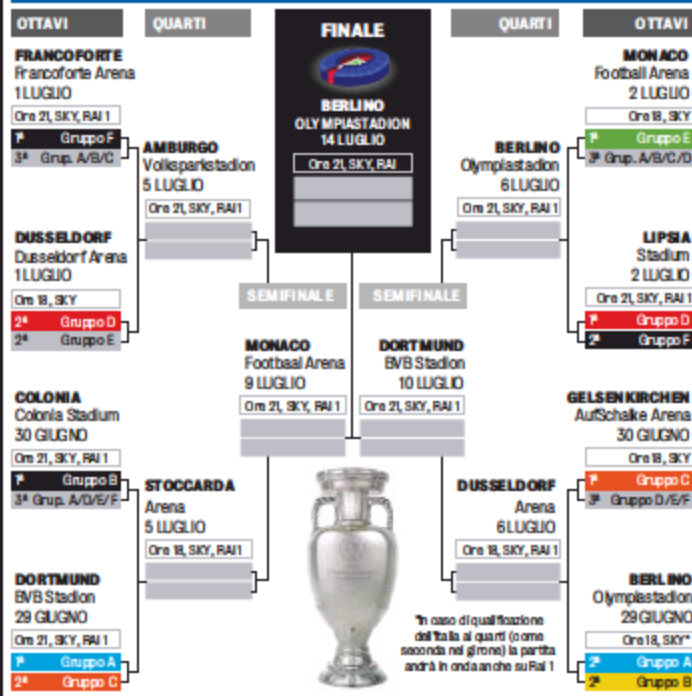 OTTAVI
QUARTI
FINALE
QUARTI
OTTAVI
FRANCOFORTE
Francoforte Arena
1 LUGLIO
Ore 21, SKY, RAI 1
1ª Gruppo F
3ª Grup. A/B/C
DUSSELDORF
Dusseldorf Arena
1 LUGLIO
Ore 18, SKY
2ª Gruppo D
2ª Gruppo E
COLONIA
Colonia Stadium
30 GIUGNO
Ore 21, SKY, RAI 1
1ª Gruppo B
3ª Grup. A/D/E/F
DORTMUND
BVB Stadion
29 GIUGNO
Ore 21, SKY, RAI 1
1ª Gruppo A
2ª Gruppo C
AMBURGO
Volksparkstadion
5 LUGLIO
Ore 21, SKY, RAI 1
STOCCARDA
Arena
5 LUGLIO
Ore 18, SKY, RAI 1
SEMIFINALE
MONACO
Footbaal Arena
9 LUGLIO
Ore 21, SKY, RAI 1
BERLINO
OLYMPIASTADION
14 LUGLIO
Ore 21, SKY, RAI
SEMIFINALE
DORTMUND
BVB Stadion
10 LUGLIO
Ore 21, SKY, RAI 1
BERLINO
Olympiastadion
6 LUGLIO
Ore 21, SKY, RAI 1
DUSSELDORF
Arena
6 LUGLIO
Ore 18, SKY, RAI 1
*In caso di qualificazione
dell'Italia ai quarti (come
seconda nel girone) la partita
andrà in onda anche su Rai 1
MONACO
Football Arena
2 LUGLIO
Ore 18, SKY
1ª Gruppo E
3ª Grup. A/B/C/D
LIPSIA
Stadium
2 LUGLIO
Ore 21, SKY, RAI 1
1ª Gruppo D
2ª Gruppo F
GELSENKIRCHEN
AufSchalke Arena
30 GIUGNO
Ore 18, SKY
1ª Gruppo C
3ª Gruppo D/E/F
BERLINO
Olympiastadion
29 GIUGNO
Ore 18, SKY*
2ª Gruppo A
2ª Gruppo B